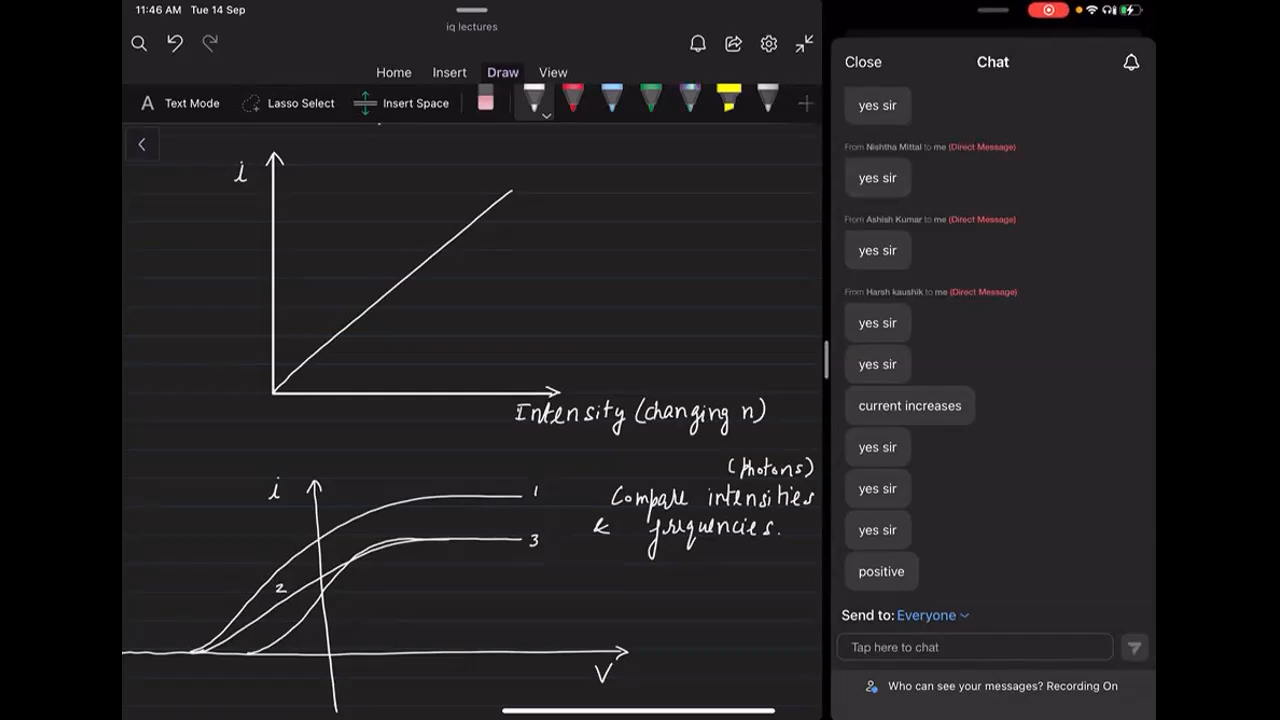 11:46 AM Tue 14 Sep
iq lectures
Home Insert Draw View
Text Mode Lasso Select Insert Space
i
Intensity (changing n)
(photons)
i
1
Compare intensities
& frequencies.
3
2
V
Close Chat
yes sir
From Nishtha Mittal to me (Direct Message)
yes sir
From Ashish Kumar to me (Direct Message)
yes sir
From Harsh kaushik to me (Direct Message)
yes sir
yes sir
current increases
yes sir
yes sir
yes sir
positive
Send to: Everyone
Tap here to chat
Who can see your messages? Recording On